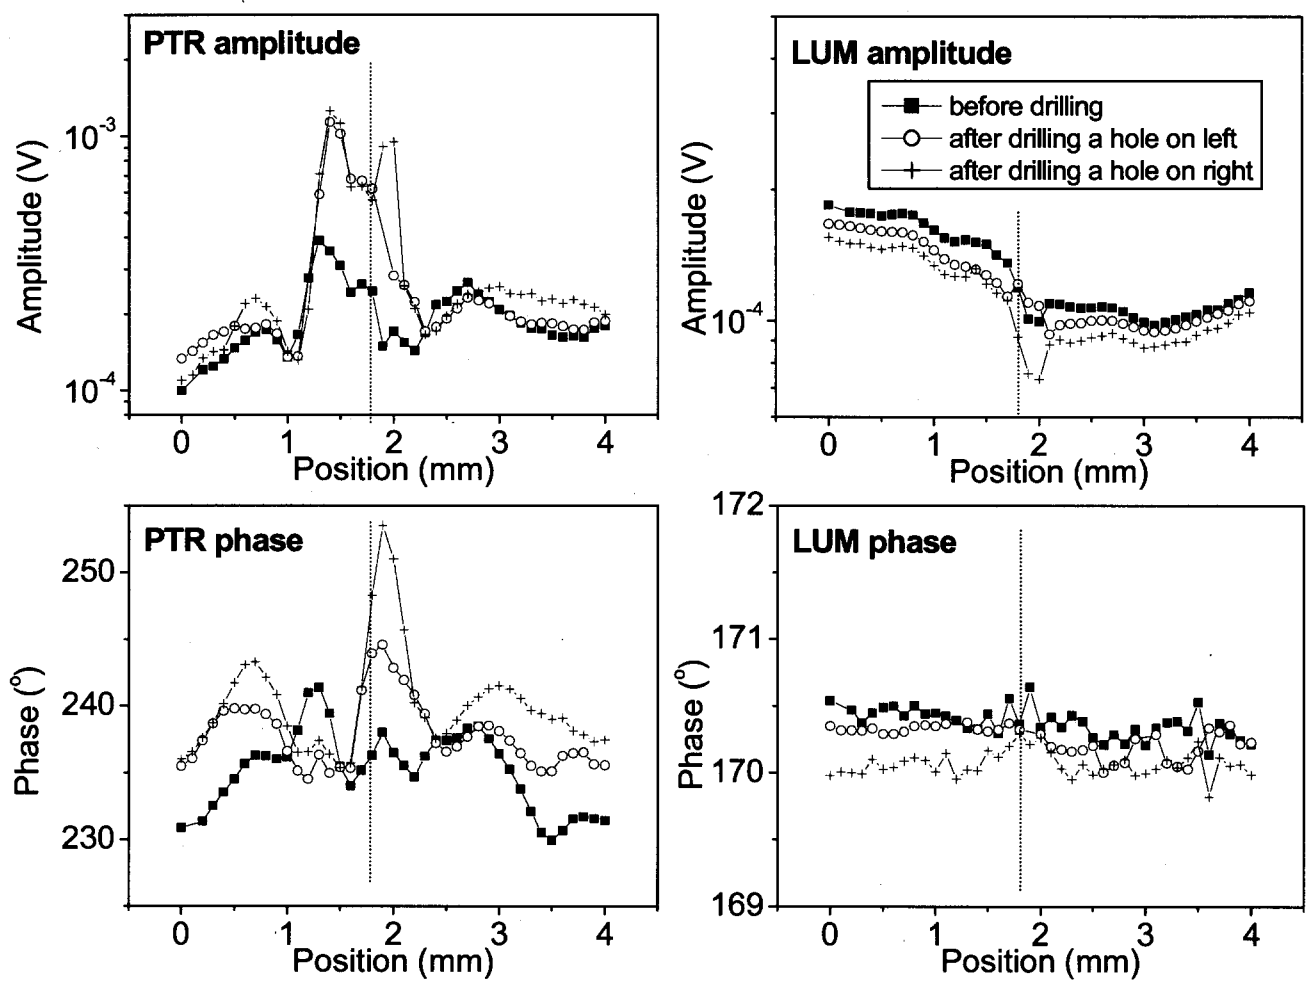 PTR amplitude
10⁻³
10⁻⁴
Amplitude (V)
0 1 2 3 4
Position (mm)
LUM amplitude
before drilling
after drilling a hole on left
after drilling a hole on right
10⁻⁴
Amplitude (V)
0 1 2 3 4
Position (mm)
PTR phase
250
240
230
Phase (°)
0 1 2 3 4
Position (mm)
LUM phase
172
171
170
169
Phase (°)
0 1 2 3 4
Position (mm)